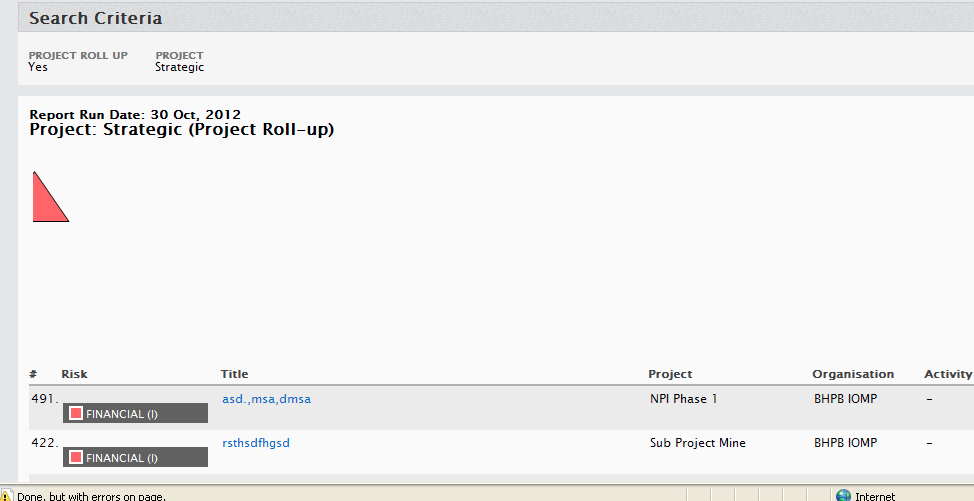 Search Criteria
PROJECT ROLL UP PROJECT
Yes Strategic
Report Run Date: 30 Oct, 2012
Project: Strategic (Project Roll-up)
# Risk Title Project Organisation Activity
491. asd.,msa,dmsa NPI Phase 1 BHPB IOMP -
FINANCIAL (I)
422. rsthsdfhgsd Sub Project Mine BHPB IOMP -
FINANCIAL (I)
Done, but with errors on page. Internet